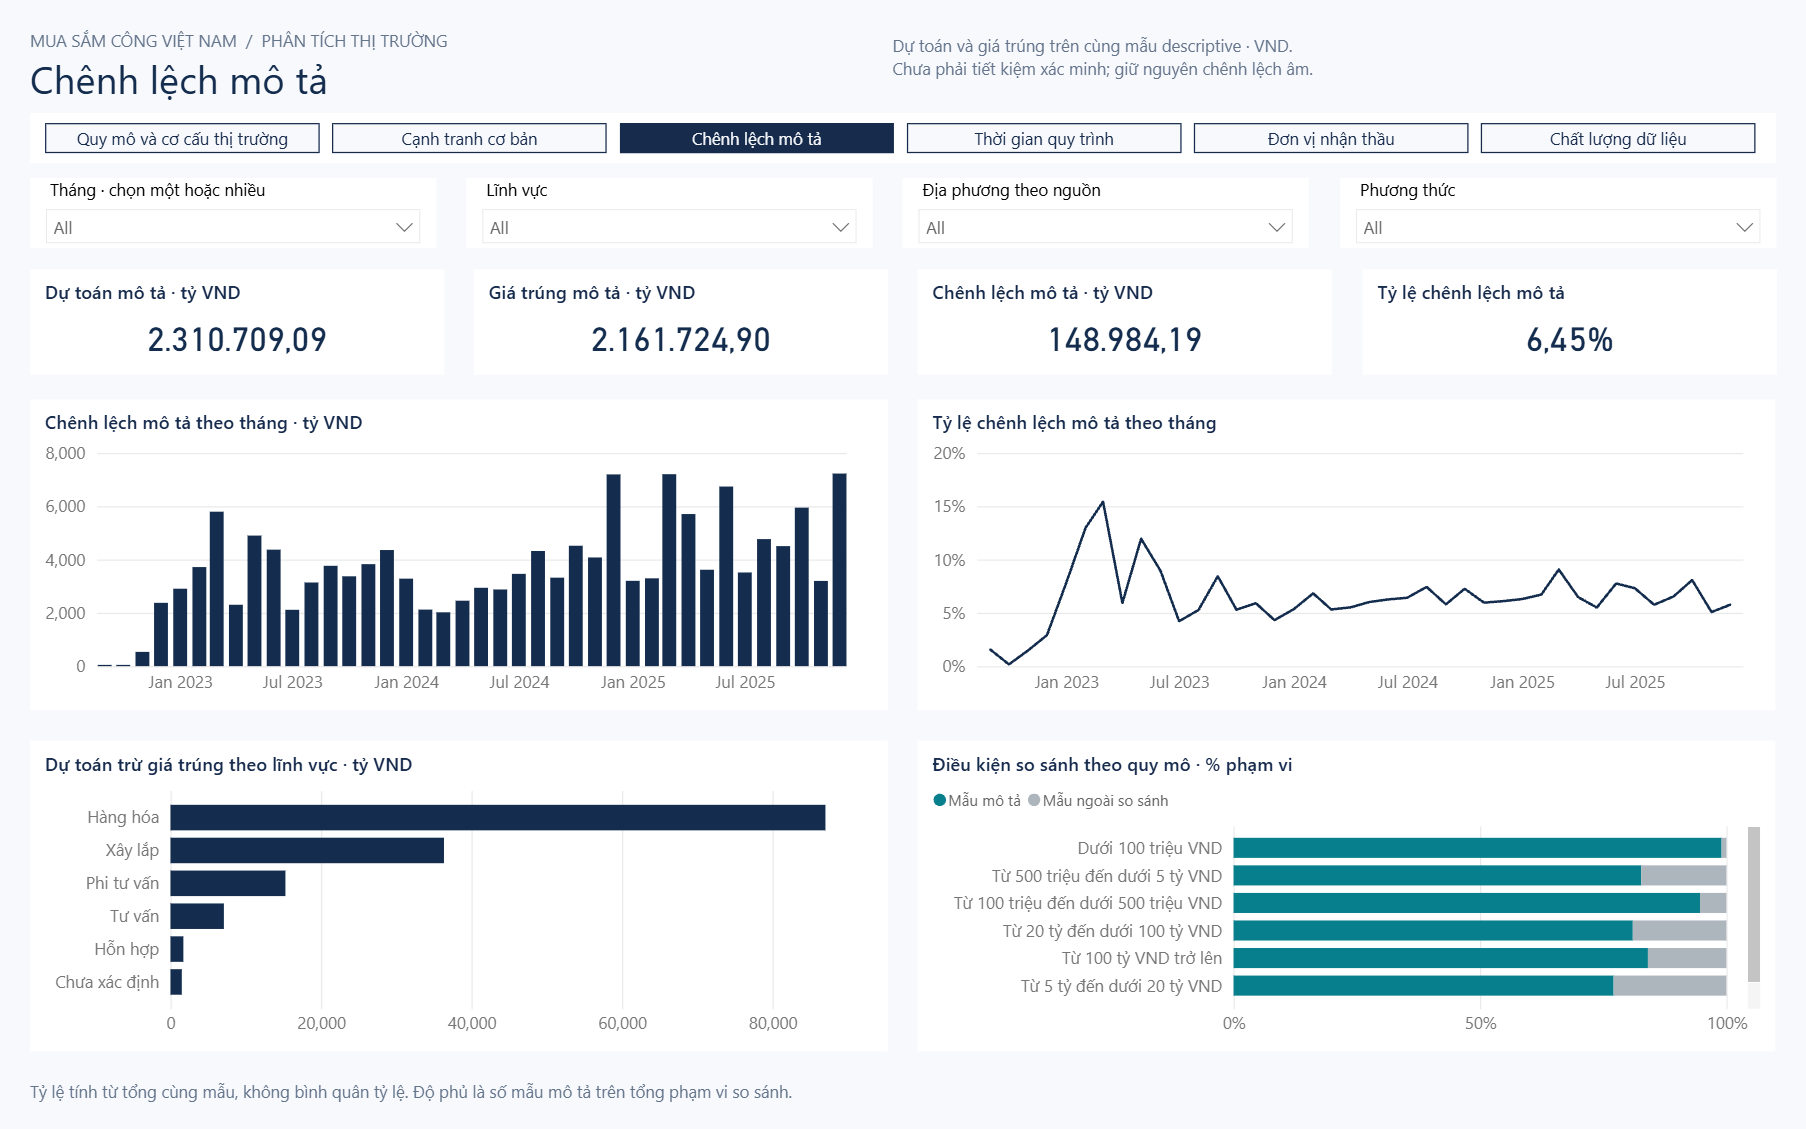 MUA SẮM CÔNG VIỆT NAM / PHÂN TÍCH THỊ TRƯỜNG
Chênh lệch mô tả
Dự toán và giá trúng trên cùng mẫu descriptive · VND.
Chưa phải tiết kiệm xác minh; giữ nguyên chênh lệch âm.
Quy mô và cơ cấu thị trường
Cạnh tranh cơ bản
Chênh lệch mô tả
Thời gian quy trình
Đơn vị nhận thầu
Chất lượng dữ liệu
Tháng · chọn một hoặc nhiều
All
Lĩnh vực
All
Địa phương theo nguồn
All
Phương thức
All
Dự toán mô tả · tỷ VND
2.310.709,09
Giá trúng mô tả · tỷ VND
2.161.724,90
Chênh lệch mô tả · tỷ VND
148.984,19
Tỷ lệ chênh lệch mô tả
6,45%
Chênh lệch mô tả theo tháng · tỷ VND
8,000
6,000
4,000
2,000
0
Jan 2023
Jul 2023
Jan 2024
Jul 2024
Jan 2025
Jul 2025
Tỷ lệ chênh lệch mô tả theo tháng
20%
15%
10%
5%
0%
Jan 2023
Jul 2023
Jan 2024
Jul 2024
Jan 2025
Jul 2025
Dự toán trừ giá trúng theo lĩnh vực · tỷ VND
Hàng hóa
Xây lắp
Phi tư vấn
Tư vấn
Hỗn hợp
Chưa xác định
0
20,000
40,000
60,000
80,000
Điều kiện so sánh theo quy mô · % phạm vi
Mẫu mô tả
Mẫu ngoài so sánh
Dưới 100 triệu VND
Từ 500 triệu đến dưới 5 tỷ VND
Từ 100 triệu đến dưới 500 triệu VND
Từ 20 tỷ đến dưới 100 tỷ VND
Từ 100 tỷ VND trở lên
Từ 5 tỷ đến dưới 20 tỷ VND
0%
50%
100%
Tỷ lệ tính từ tổng cùng mẫu, không bình quân tỷ lệ. Độ phủ là số mẫu mô tả trên tổng phạm vi so sánh.